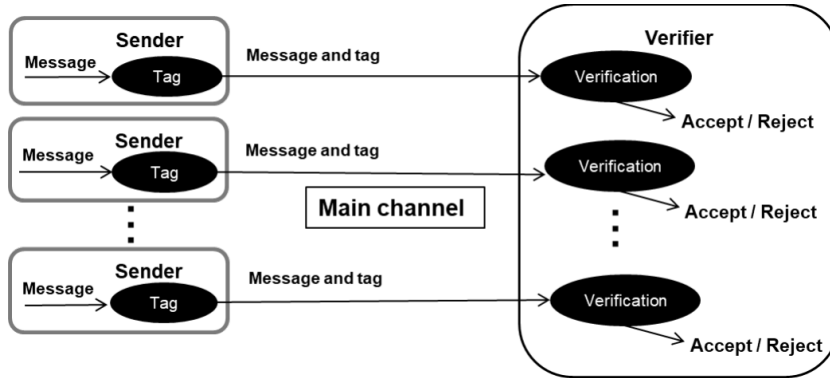 Sender
Message
Tag
Message and tag
Verifier
Verification
Accept / Reject
Sender
Message
Tag
Message and tag
Verification
Accept / Reject
Main channel
Sender
Message
Tag
Message and tag
Verification
Accept / Reject